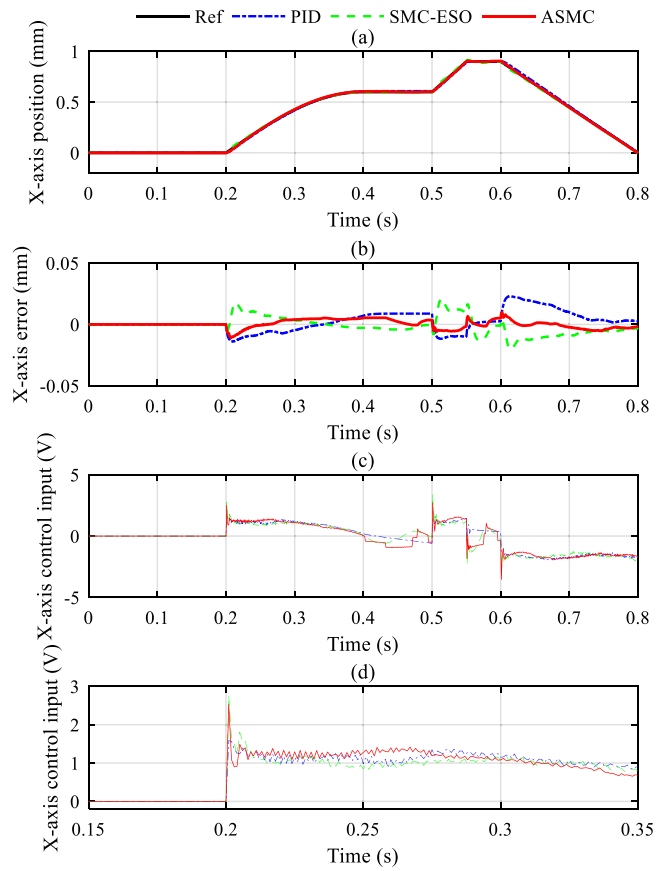 Ref PID SMC-ESO ASMC
(a)
X-axis position (mm)
1
0.5
0
0 0.1 0.2 0.3 0.4 0.5 0.6 0.7 0.8
Time (s)
(b)
X-axis error (mm)
0.05
0
-0.05
0 0.1 0.2 0.3 0.4 0.5 0.6 0.7 0.8
Time (s)
(c)
X-axis control input (V)
5
0
-5
0 0.1 0.2 0.3 0.4 0.5 0.6 0.7 0.8
Time (s)
(d)
X-axis control input (V)
3
2
1
0
0.15 0.2 0.25 0.3 0.35
Time (s)